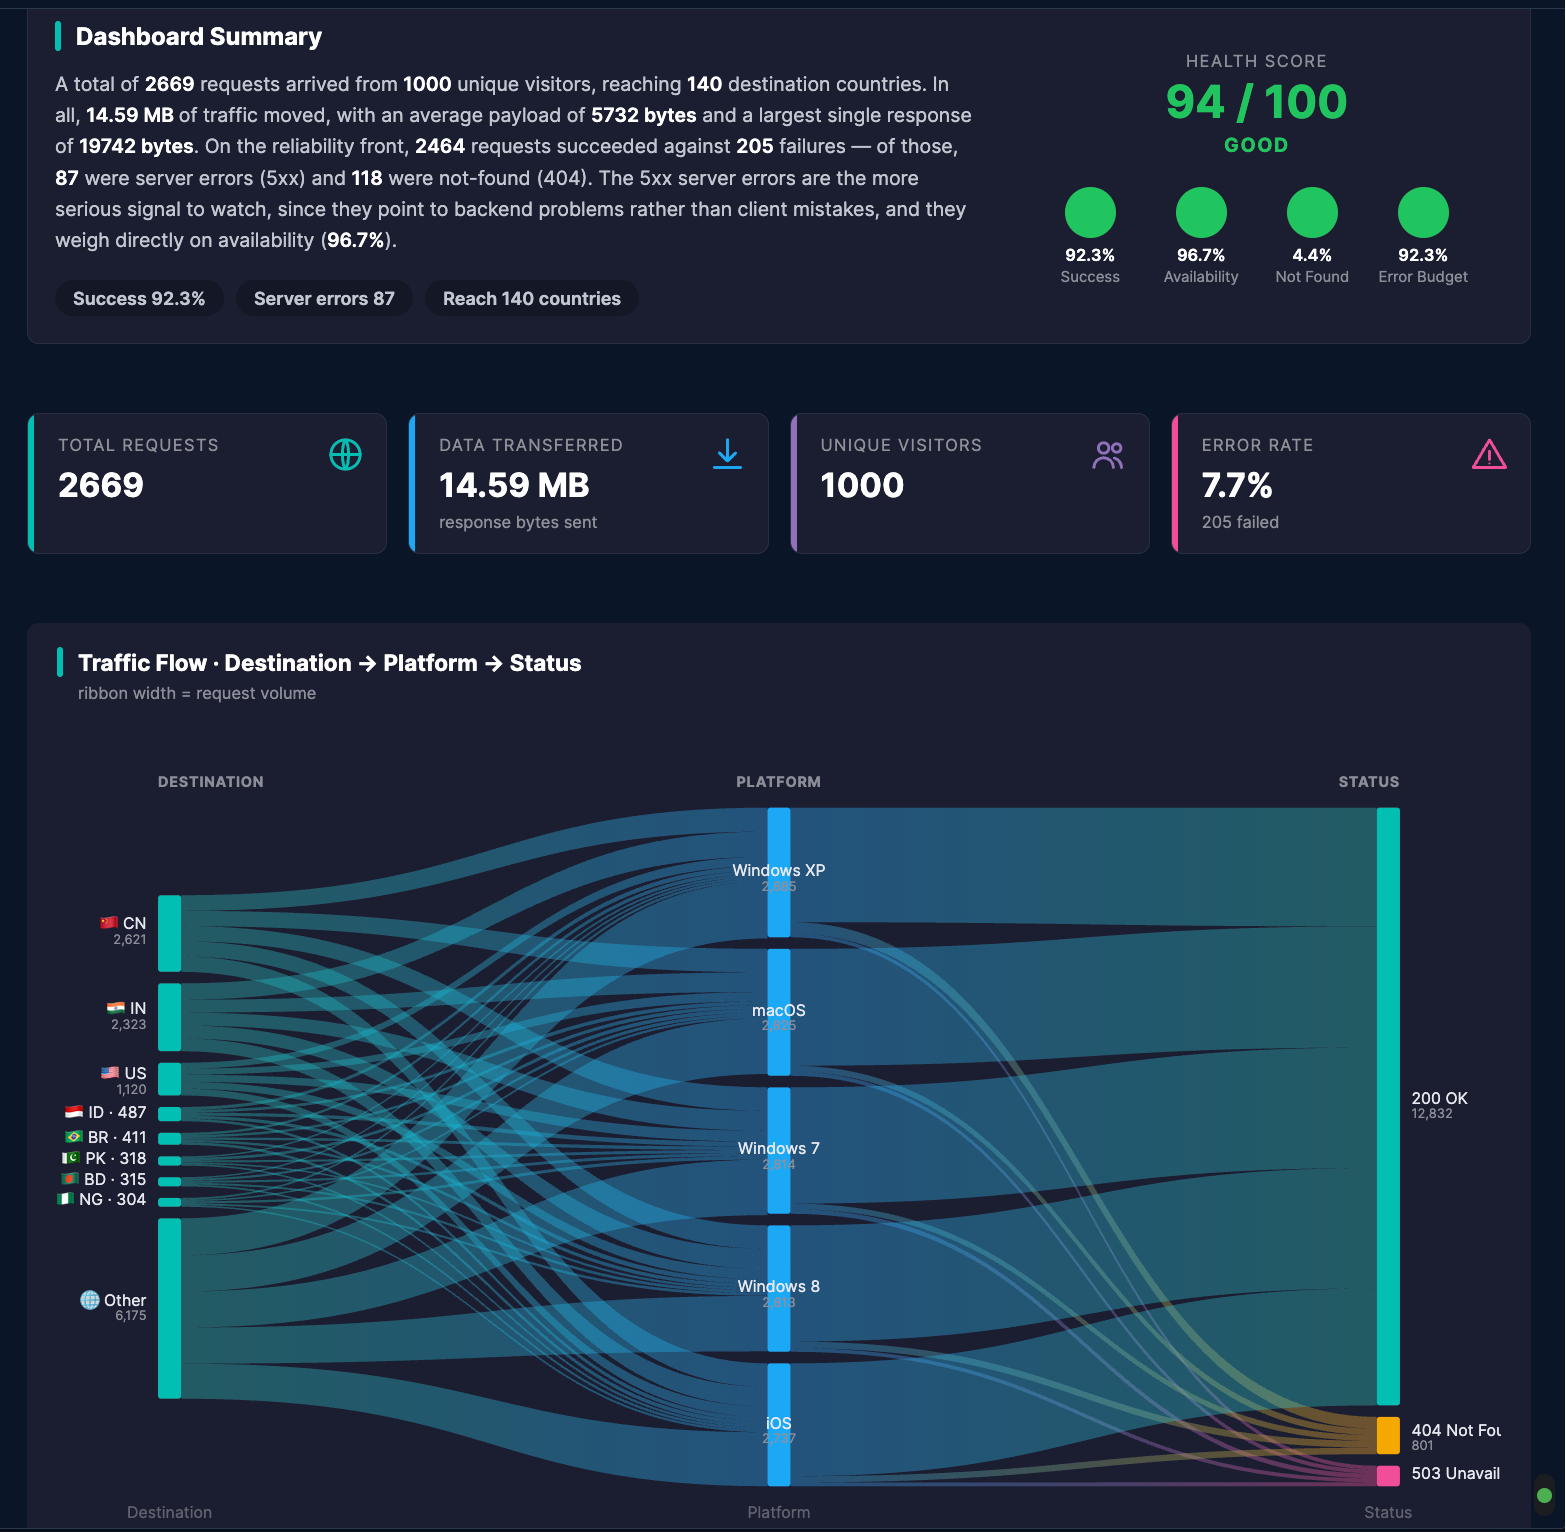 Dashboard Summary
A total of 2669 requests arrived from 1000 unique visitors, reaching 140 destination countries. In
all, 14.59 MB of traffic moved, with an average payload of 5732 bytes and a largest single response
of 19742 bytes. On the reliability front, 2464 requests succeeded against 205 failures — of those,
87 were server errors (5xx) and 118 were not-found (404). The 5xx server errors are the more
serious signal to watch, since they point to backend problems rather than client mistakes, and they
weigh directly on availability (96.7%).
Success 92.3%
Server errors 87
Reach 140 countries
HEALTH SCORE
94 / 100
GOOD
92.3%
Success
96.7%
Availability
4.4%
Not Found
92.3%
Error Budget
TOTAL REQUESTS
2669
DATA TRANSFERRED
14.59 MB
response bytes sent
UNIQUE VISITORS
1000
ERROR RATE
7.7%
205 failed
Traffic Flow · Destination → Platform → Status
ribbon width = request volume
DESTINATION
PLATFORM
STATUS
CN
2,621
IN
2,323
US
1,120
ID · 487
BR · 411
PK · 318
BD · 315
NG · 304
Other
6,175
Windows XP
macOS
Windows 7
2,814
Windows 8
2,813
iOS
2,737
200 OK
12,832
404 Not Fou
801
503 Unavail
Destination
Platform
Status